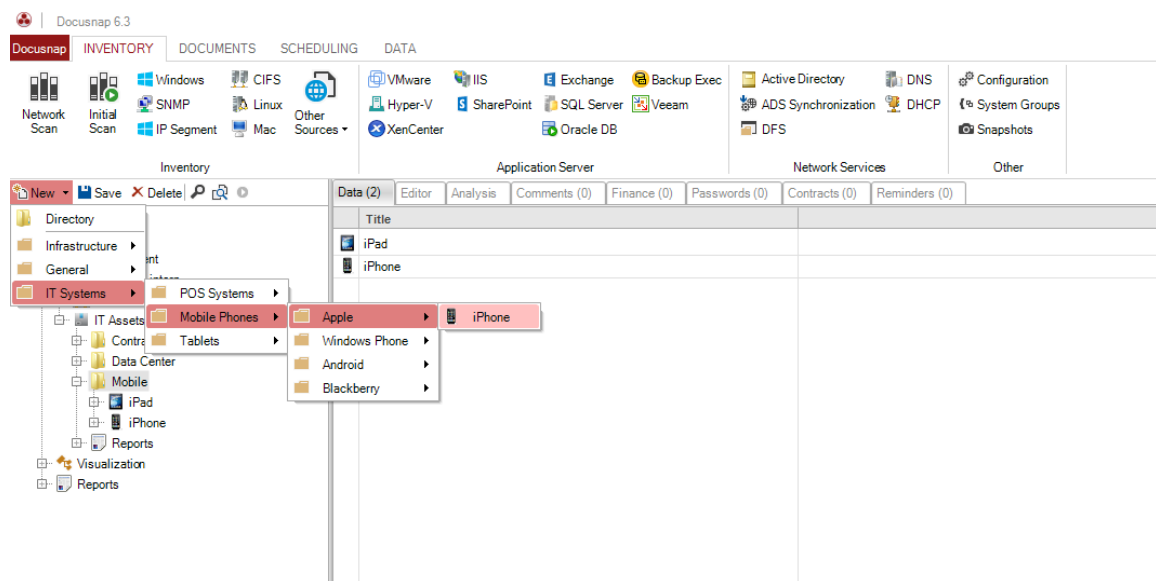 Docusnap 6.3
Docusnap INVENTORY DOCUMENTS SCHEDULING DATA
Windows CIFS VMware IIS Exchange Backup Exec Active Directory DNS Configuration
Network Scan Initial Scan SNMP Linux Other Sources Hyper-V SharePoint SQL Server Veeam ADS Synchronization DHCP System Groups
IP Segment Mac XenCenter Oracle DB DFS Snapshots
Inventory Application Server Network Services Other
New Save Delete Data (2) Editor Analysis Comments (0) Finance (0) Passwords (0) Contracts (0) Reminders (0)
Directory Title
Infrastructure iPad
General iPhone
IT Systems POS Systems
IT Assets Mobile Phones Apple iPhone
Tablets Windows Phone
Data Center Android
Mobile Blackberry
iPad
iPhone
Reports
Visualization
Reports